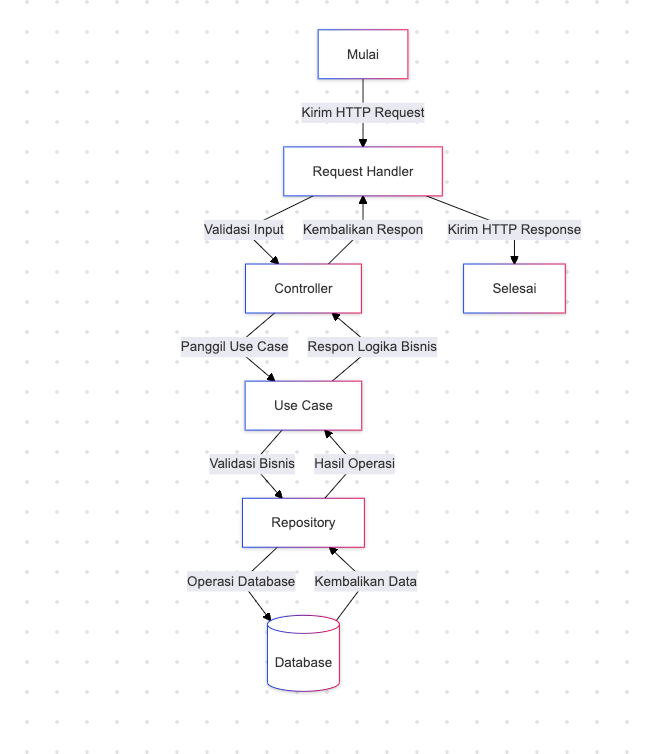 Mulai
Kirim HTTP Request
Request Handler
Validasi Input
Kembalikan Respon
Kirim HTTP Response
Controller
Selesai
Panggil Use Case
Respon Logika Bisnis
Use Case
Validasi Bisnis
Hasil Operasi
Repository
Operasi Database
Kembalikan Data
Database